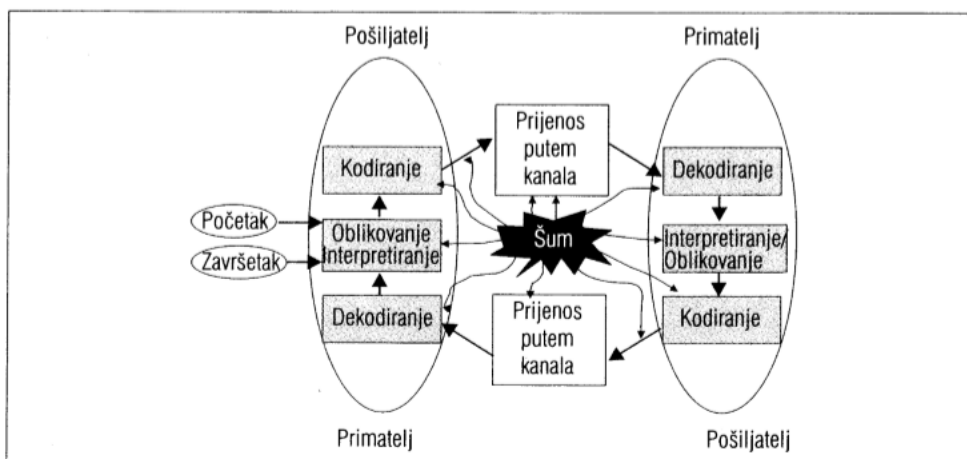 Pošiljatelj
Primatelj
Prijenos
putem
kanala
Kodiranje
Dekodiranje
Početak
Oblikovanje
Interpretiranje
Šum
Interpretiranje/
Oblikovanje
Završetak
Dekodiranje
Prijenos
putem
kanala
Kodiranje
Primatelj
Pošiljatelj